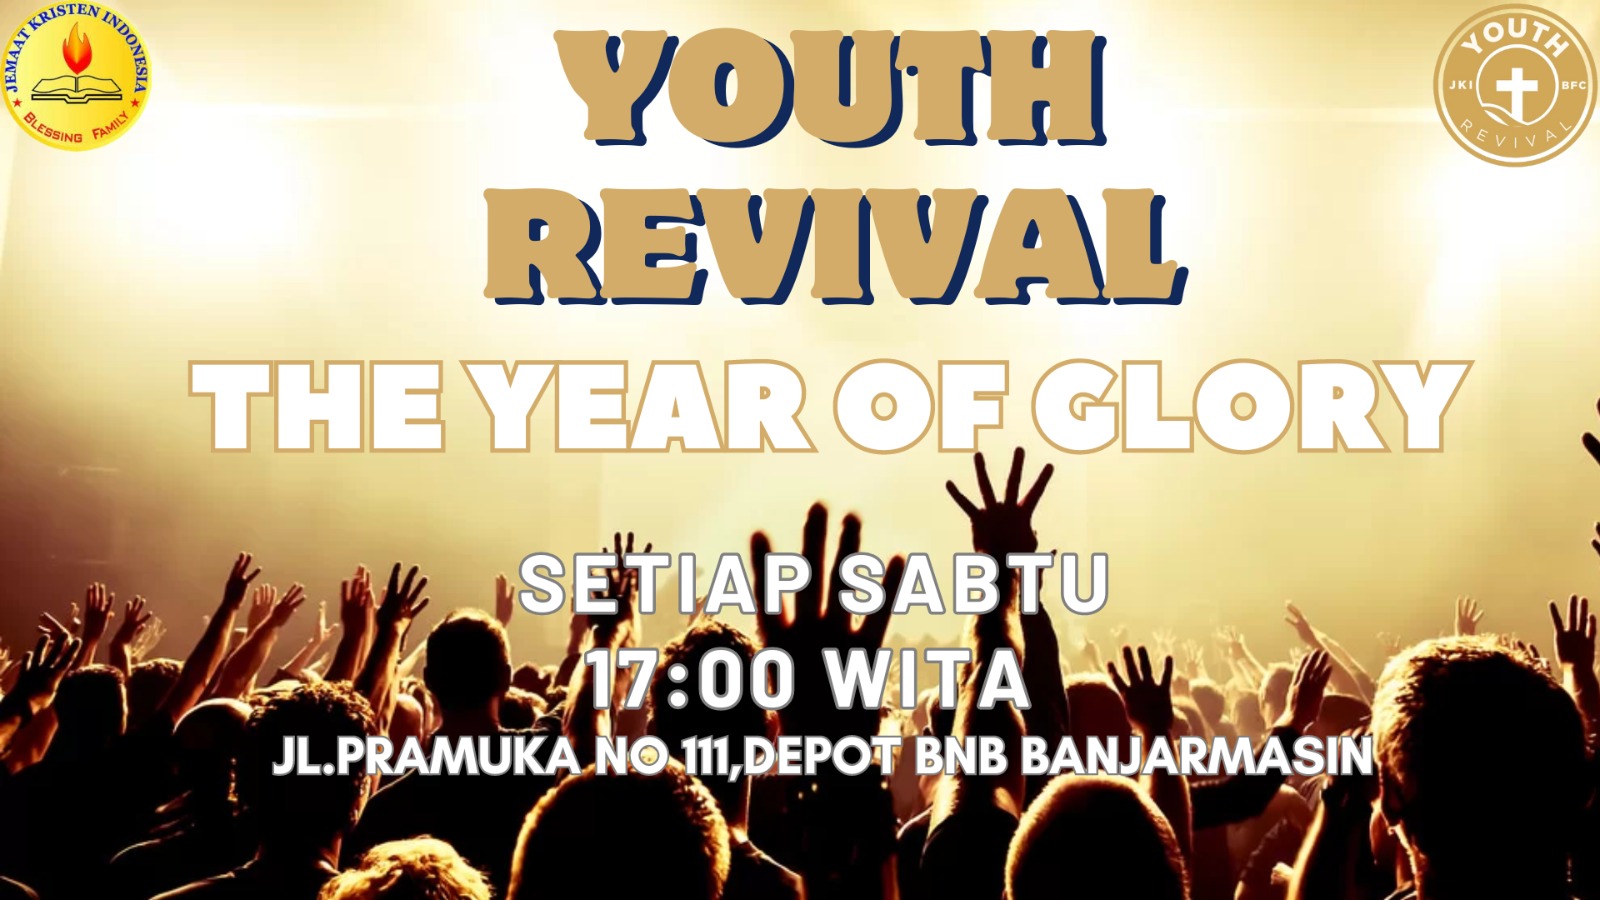 JEMAAT KRISTEN INDONESIA
BLESSING FAMILY
YOUTH
JKI BFC
REVIVAL
YOUTH
REVIVAL
THE YEAR OF GLORY
SETIAP SABTU
17:00 WITA
JL.PRAMUKA NO 111,DEPOT BNB BANJARMASIN